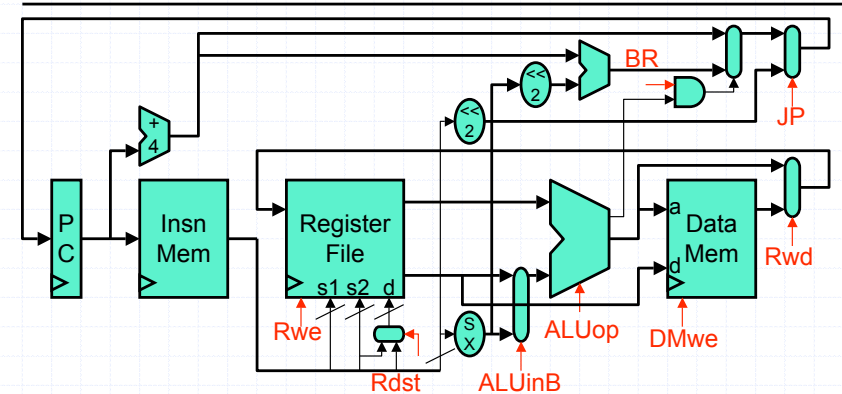 BR
<<
2
<<
2
JP
+
4
P
C
Insn
Mem
Register
File
s1 s2 d
a
d
Data
Mem
Rwd
Rwe
S
X
ALUop
DMwe
Rdst
ALUinB